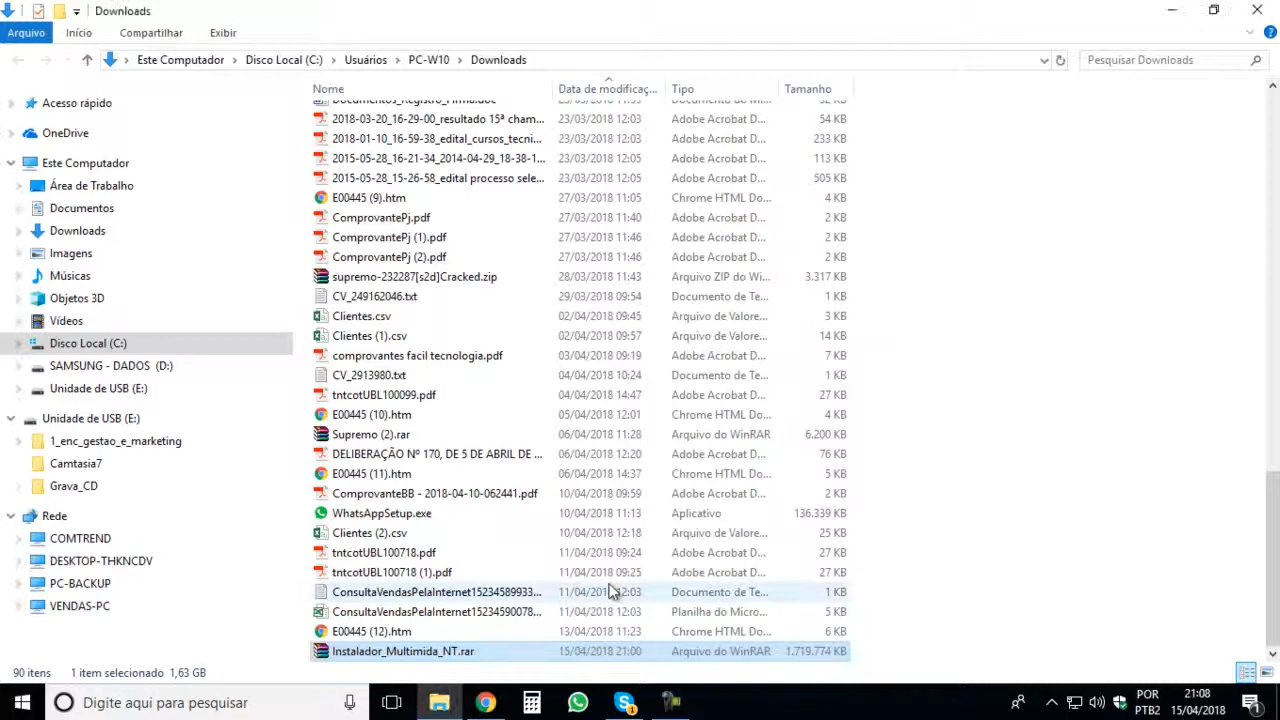 Downloads
Arquivo Início Compartilhar Exibir
Este Computador > Disco Local (C:) > Usuários > PC-W10 > Downloads
Pesquisar Downloads
Nome Data de modificaç... Tipo Tamanho
Acesso rápido
OneDrive
Este Computador
Área de Trabalho
Documentos
Downloads
Imagens
Músicas
Objetos 3D
Vídeos
Disco Local (C:)
SAMSUNG - DADOS (D:)
Unidade de USB (E:)
Unidade de USB (E:)
1_enc_gestao_e_marketing
Camtasia7
Grava_CD
Rede
COMTREND
DESKTOP-THKNCDV
PC-BACKUP
VENDAS-PC
Documentos_Registro_Firma.doc
2018-03-20_16-29-00_resultado 15ª cham... 23/03/2018 12:03 Adobe Acrobat D... 54 KB
2018-01-10_16-59-38_edital_cursos_tecni... 23/03/2018 12:03 Adobe Acrobat D... 233 KB
2015-05-28_16-21-34_2014-04-29_18-38-1... 23/03/2018 12:05 Adobe Acrobat D... 113 KB
2015-05-28_15-26-58_edital processo sele... 23/03/2018 12:05 Adobe Acrobat D... 505 KB
E00445 (9).htm 27/03/2018 11:05 Chrome HTML Do... 4 KB
ComprovantePj.pdf 27/03/2018 11:40 Adobe Acrobat D... 2 KB
ComprovantePj (1).pdf 27/03/2018 11:46 Adobe Acrobat D... 2 KB
ComprovantePj (2).pdf 27/03/2018 11:46 Adobe Acrobat D... 2 KB
supremo-232287[s2d]Cracked.zip 28/03/2018 11:43 Arquivo ZIP do Wi... 3.317 KB
CV_249162046.txt 29/03/2018 09:54 Documento de Te... 1 KB
Clientes.csv 02/04/2018 09:45 Arquivo de Valore... 3 KB
Clientes (1).csv 02/04/2018 09:57 Arquivo de Valore... 14 KB
comprovantes facil tecnologia.pdf 03/04/2018 09:19 Adobe Acrobat D... 7 KB
CV_2913980.txt 04/04/2018 10:24 Documento de Te... 1 KB
tntcotUBL100099.pdf 04/04/2018 14:47 Adobe Acrobat D... 27 KB
E00445 (10).htm 05/04/2018 12:01 Chrome HTML Do... 4 KB
Supremo (2).rar 06/04/2018 11:28 Arquivo do WinRAR 6.200 KB
DELIBERAÇÃO Nº 170, DE 5 DE ABRIL DE ... 06/04/2018 12:20 Adobe Acrobat D... 76 KB
E00445 (11).htm 06/04/2018 14:37 Chrome HTML Do... 5 KB
ComprovanteBB - 2018-04-10-062441.pdf 10/04/2018 09:59 Adobe Acrobat D... 2 KB
WhatsAppSetup.exe 10/04/2018 11:13 Aplicativo 136.339 KB
Clientes (2).csv 10/04/2018 12:18 Arquivo de Valore... 25 KB
tntcotUBL100718.pdf 11/04/2018 09:24 Adobe Acrobat D... 27 KB
tntcotUBL100718 (1).pdf 11/04/2018 09:25 Adobe Acrobat D... 27 KB
ConsultaVendasPelaInternet15234589933... 11/04/2018 12:03 Documento de Te... 1 KB
ConsultaVendasPelaInternet15234590078... 11/04/2018 12:03 Planilha do Micro... 5 KB
E00445 (12).htm 13/04/2018 11:23 Chrome HTML Do... 6 KB
Instalador_Multimida_NT.rar 15/04/2018 21:00 Arquivo do WinRAR 1.719.774 KB
90 itens 1 item selecionado 1,63 GB
Digite aqui para pesquisar
POR
PTB2
21:08
15/04/2018